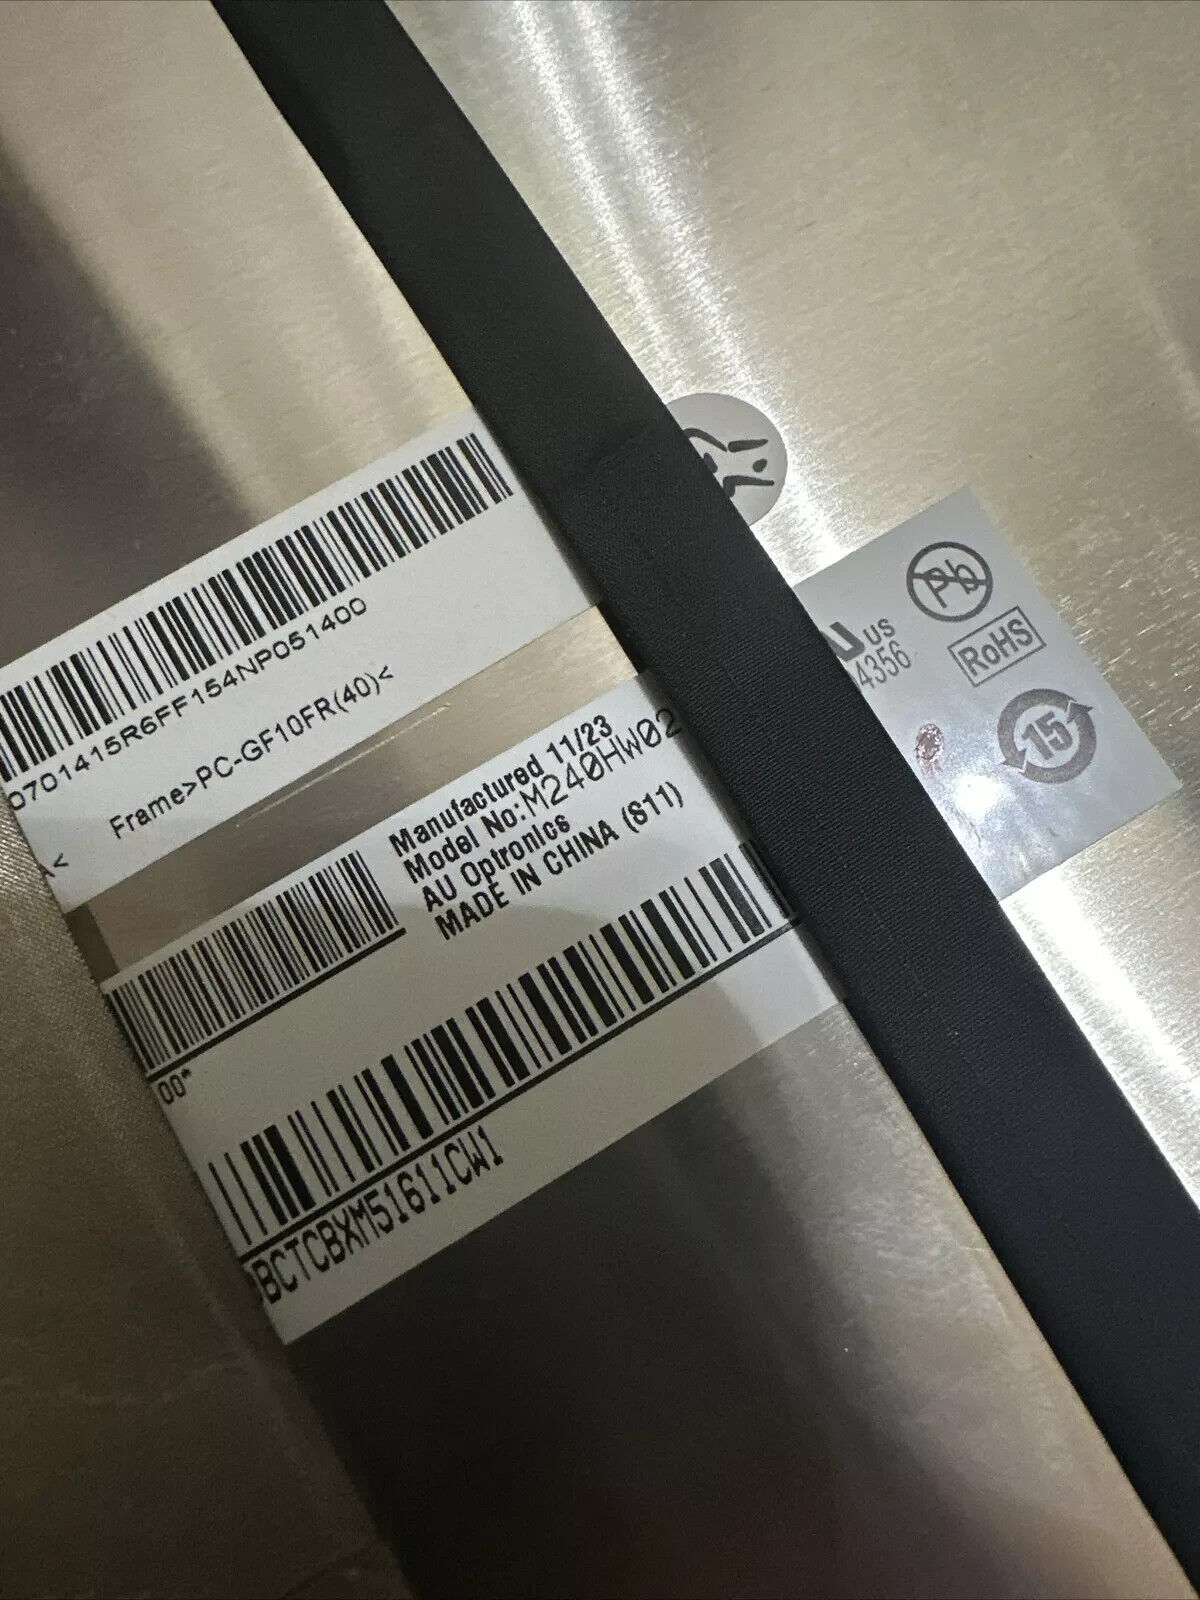 0701415R6FF154NP051400
Frame>PC-GF10FR(40)<
Manufactured 11/23
Model No:M240HW02
AU Optronics
MADE IN CHINA (S11)
00*
BCTCBXM51611CW1
US
4356
Pb
RoHS
15